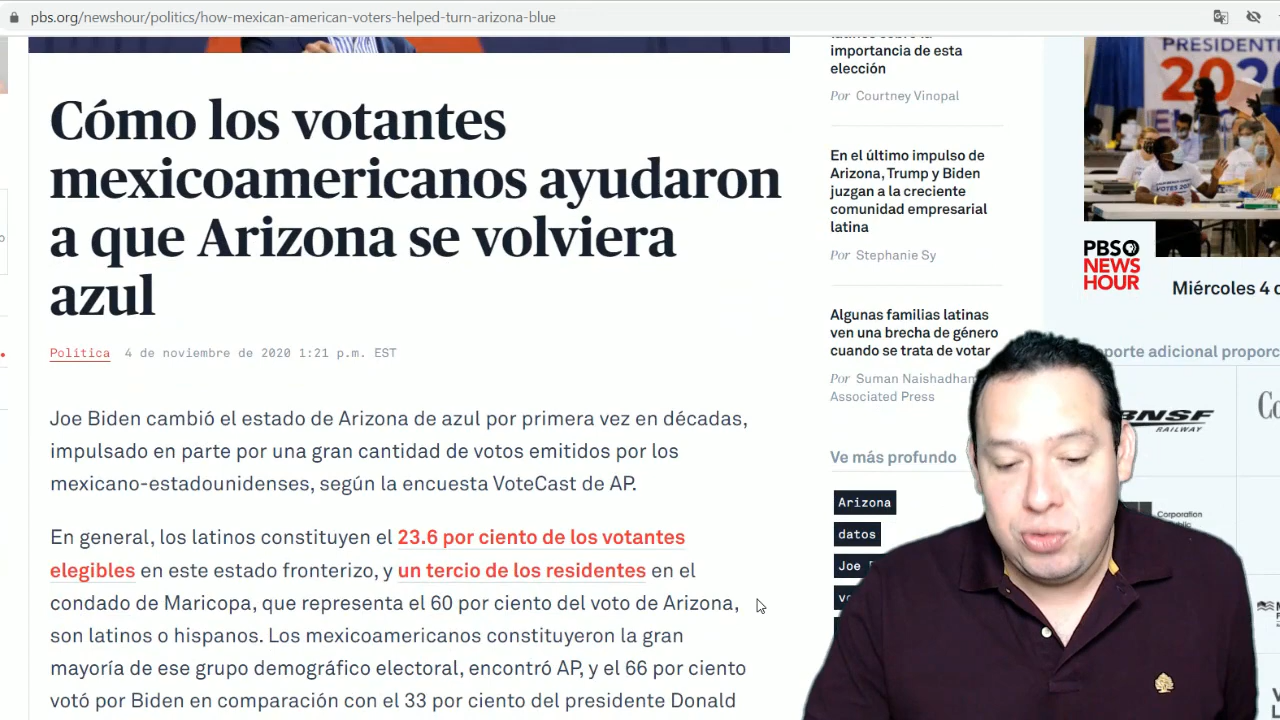 pbs.org/newshour/politics/how-mexican-american-voters-helped-turn-arizona-blue
Cómo los votantes
mexicoamericanos ayudaron
a que Arizona se volviera
azul
Política 4 de noviembre de 2020 1:21 p.m. EST
Joe Biden cambió el estado de Arizona de azul por primera vez en décadas,
impulsado en parte por una gran cantidad de votos emitidos por los
mexicano-estadounidenses, según la encuesta VoteCast de AP.
En general, los latinos constituyen el 23.6 por ciento de los votantes
elegibles en este estado fronterizo, y un tercio de los residentes en el
condado de Maricopa, que representa el 60 por ciento del voto de Arizona,
son latinos o hispanos. Los mexicoamericanos constituyeron la gran
mayoría de ese grupo demográfico electoral, encontró AP, y el 66 por ciento
votó por Biden en comparación con el 33 por ciento del presidente Donald
importancia de esta
elección
Por Courtney Vinopal
En el último impulso de
Arizona, Trump y Biden
juzgan a la creciente
comunidad empresarial
latina
Por Stephanie Sy
Algunas familias latinas
ven una brecha de género
cuando se trata de votar
Por Suman Naishadham
Associated Press
Ve más profundo
Arizona
datos
Joe
PRESIDENT
202
PBS
NEWS
HOUR
Miércoles 4
adicional
BNSF
RAILWAY
Corporation